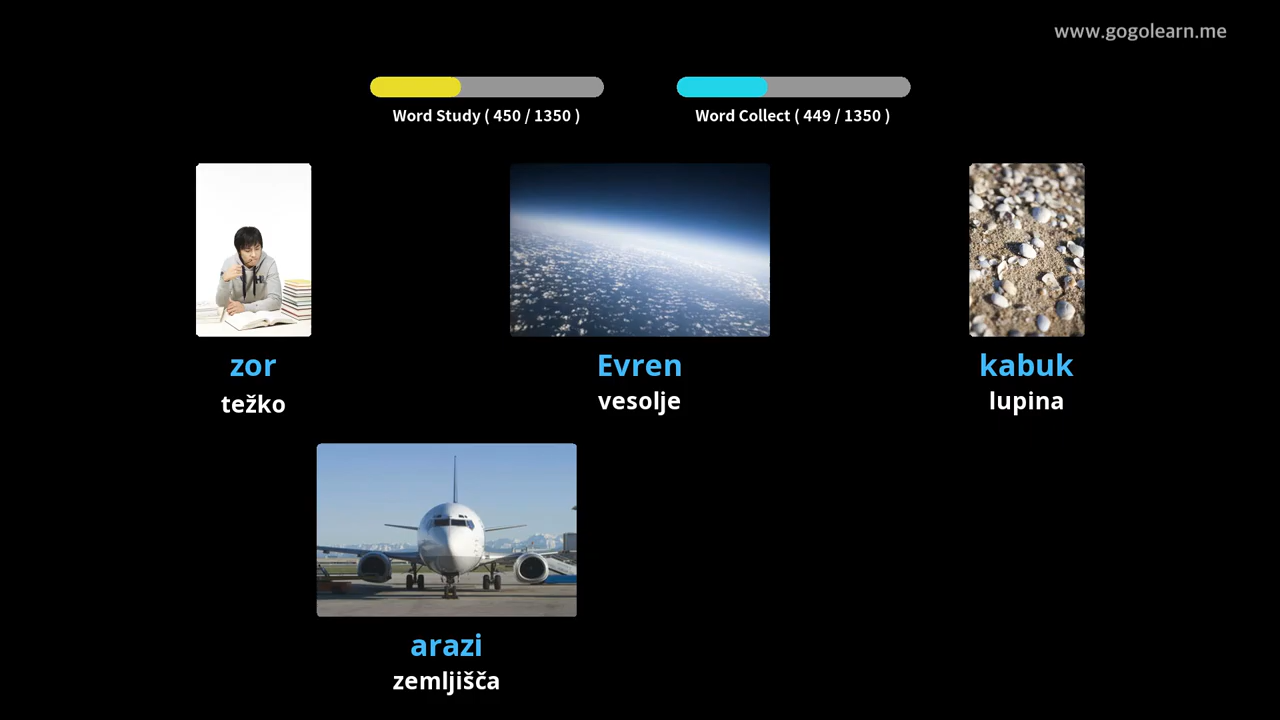 www.gogolearn.me
Word Study ( 450 / 1350 )
Word Collect ( 449 / 1350 )
zor
težko
Evren
vesolje
kabuk
lupina
arazi
zemljišča